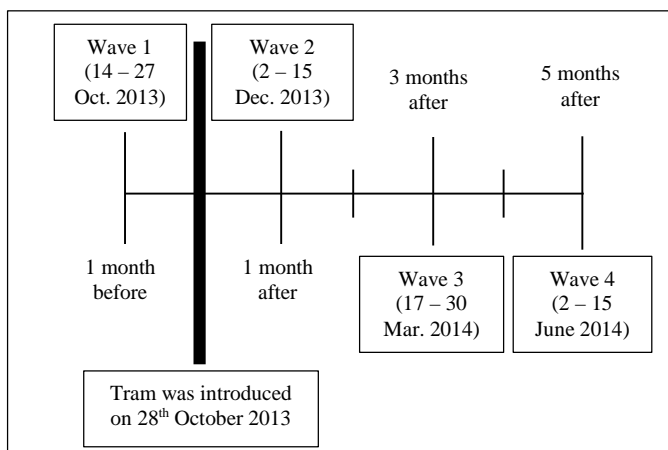 Wave 1
(14 – 27
Oct. 2013)
Wave 2
(2 – 15
Dec. 2013)
3 months
after
5 months
after
1 month
before
1 month
after
Wave 3
(17 – 30
Mar. 2014)
Wave 4
(2 – 15
June 2014)
Tram was introduced
on 28th October 2013